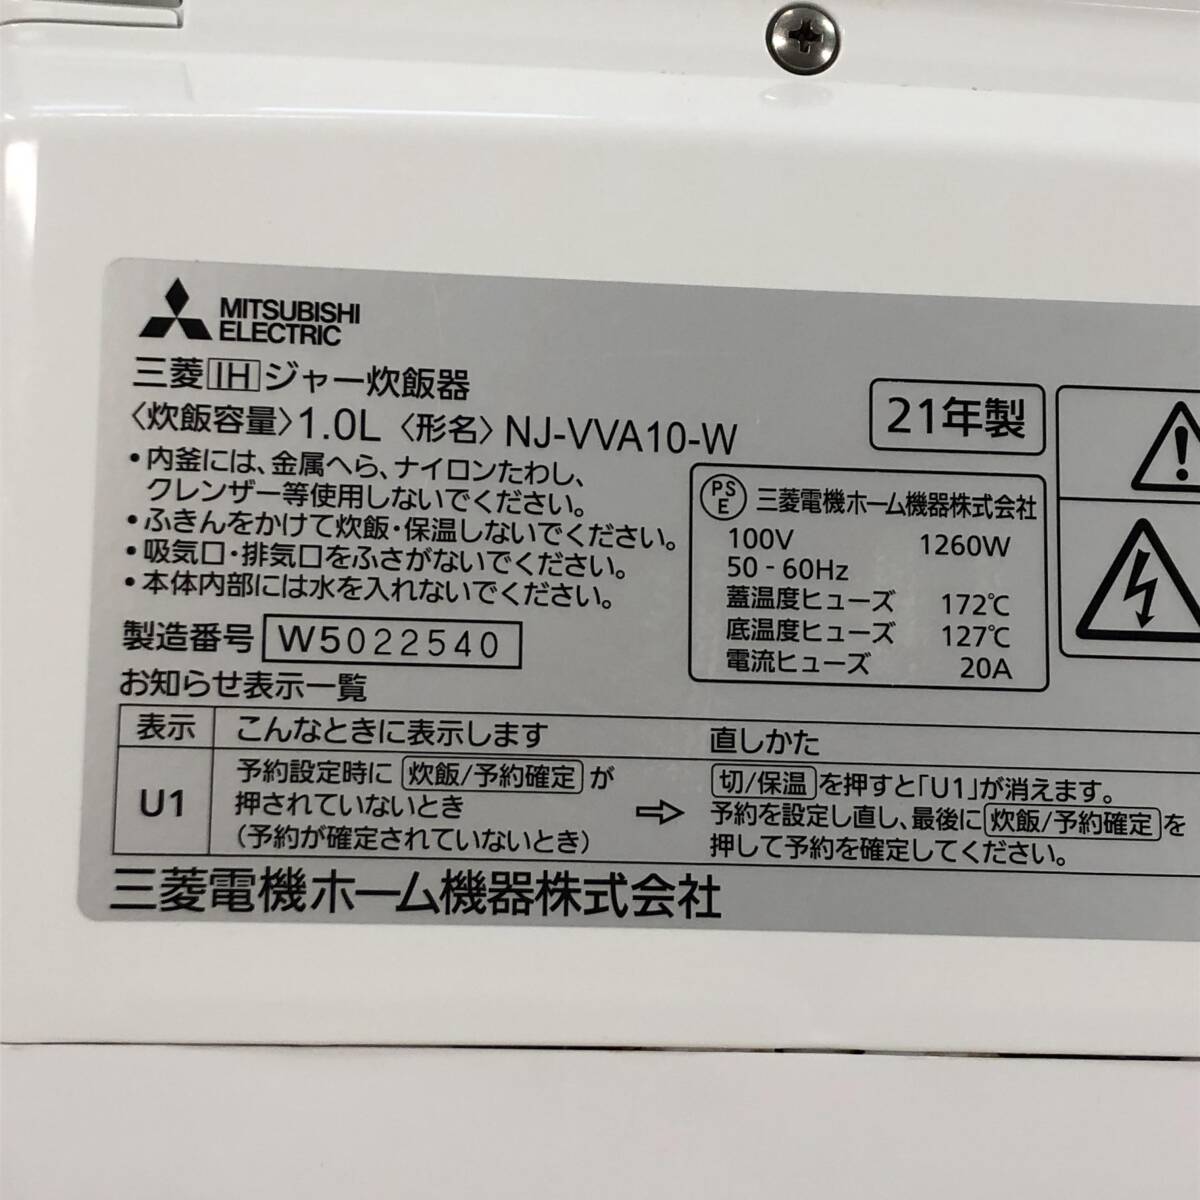 MITSUBISHI
ELECTRIC
三菱IHジャー炊飯器
〈炊飯容量〉1.0L 〈形名〉NJ-VVA10-W
21年製
•内釜には、金属へら、ナイロンたわし、
クレンザー等使用しないでください。
•ふきんをかけて炊飯・保温しないでください。
•吸気口・排気口をふさがないでください。
•本体内部には水を入れないでください。
製造番号 W5022540
PS
E
三菱電機ホーム機器株式会社
100V 1260W
50 - 60Hz
蓋温度ヒューズ 172℃
底温度ヒューズ 127℃
電流ヒューズ 20A
お知らせ表示一覧
表示 こんなときに表示します 直しかた
U1
予約設定時に 炊飯/予約確定 が
押されていないとき
(予約が確定されていないとき)
⇨
切/保温 を押すと「U1」が消えます。
予約を設定し直し、最後に 炊飯/予約確定 を
押して予約を確定してください。
三菱電機ホーム機器株式会社